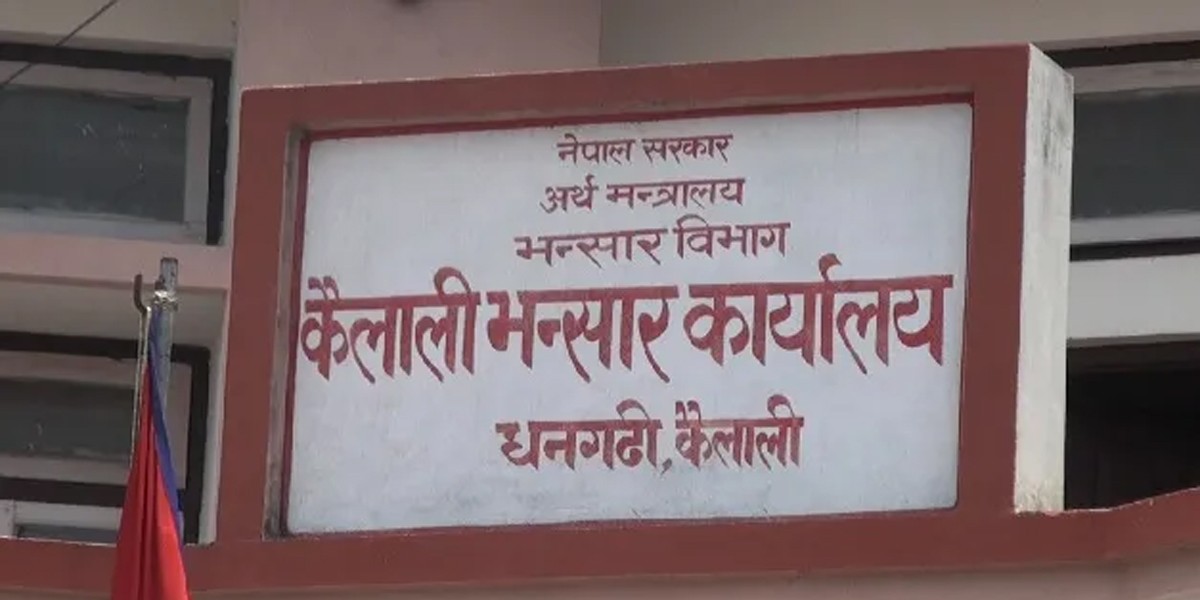 नेपाल सरकार
अर्थ मन्त्रालय
भन्सार विभाग
कैलाली भन्सार कार्यालय
धनगढी, कैलाली